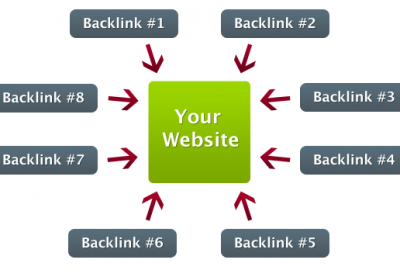 Backlink #1
Backlink #2
Backlink #8
Backlink #3
Your
Website
Backlink #7
Backlink #4
Backlink #6
Backlink #5